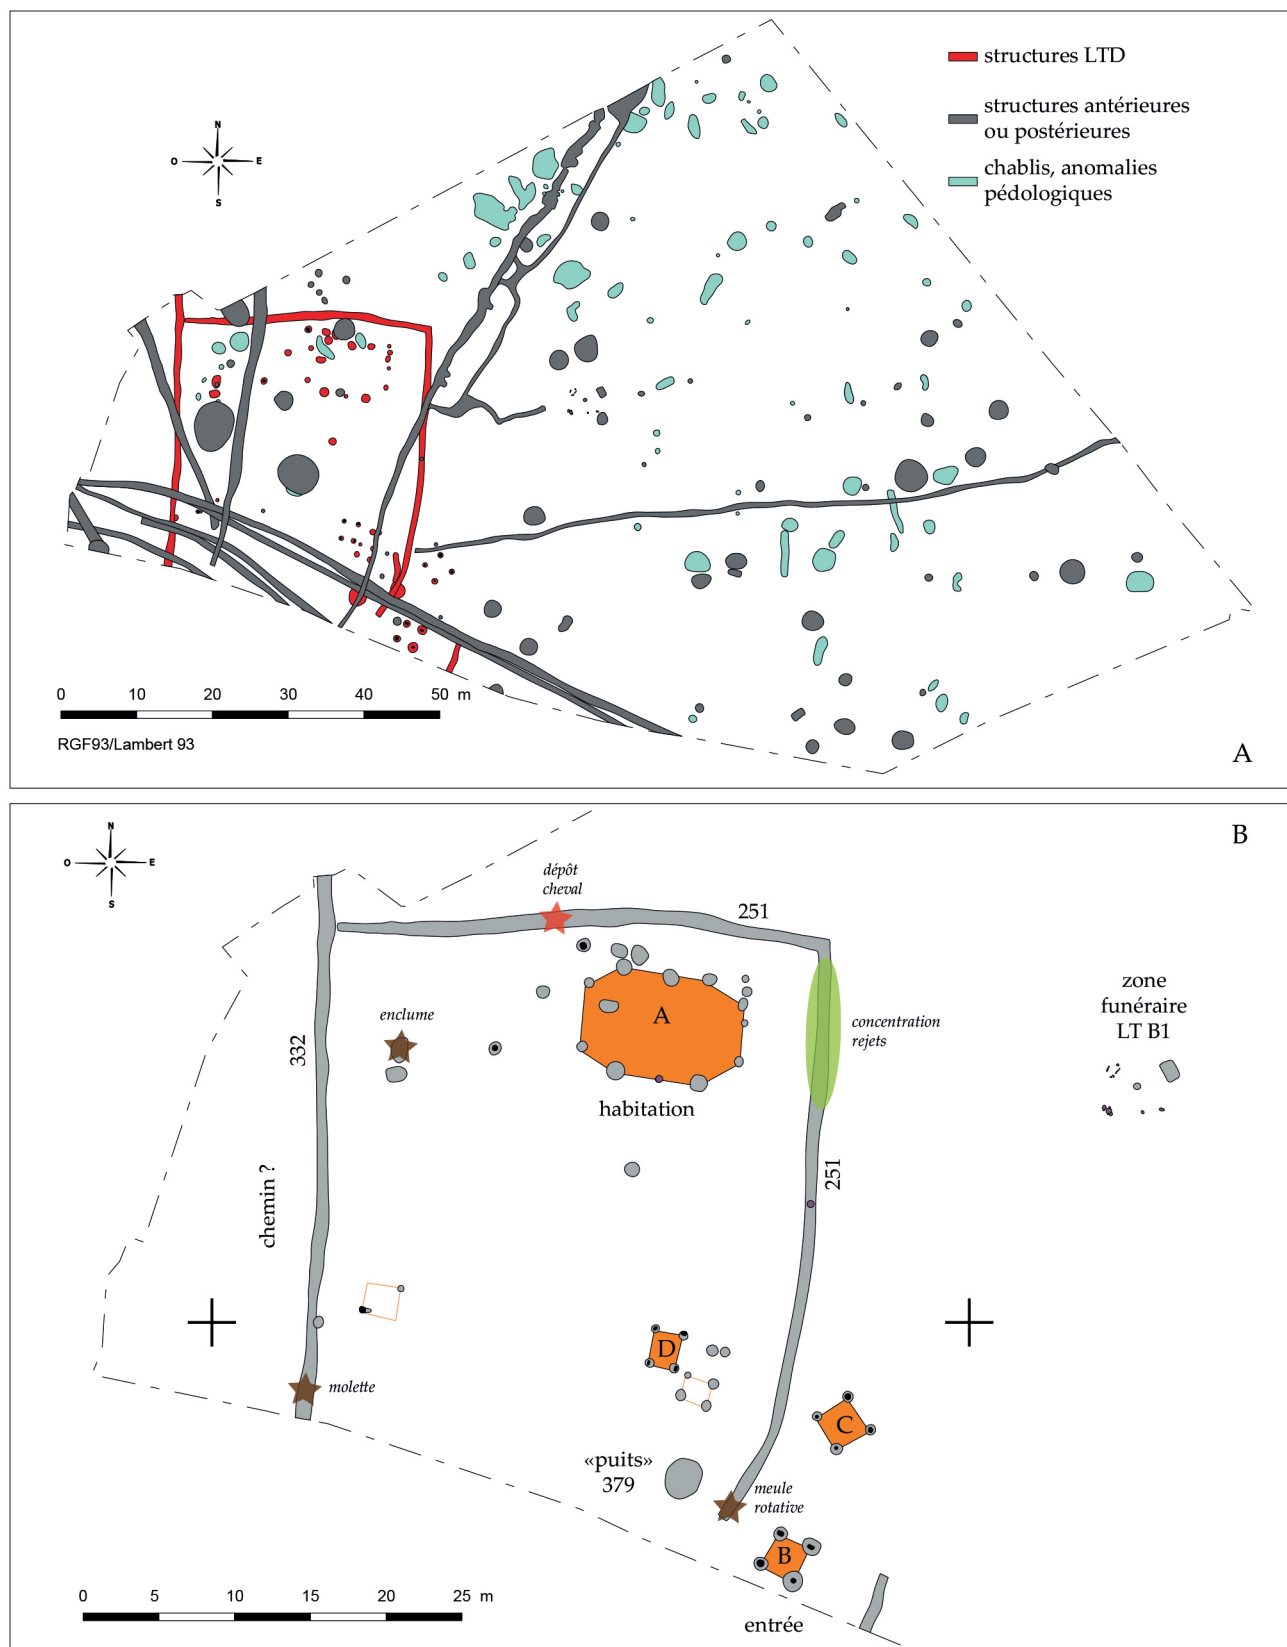 structures LTD
structures antérieures
ou postérieures
chablis, anomalies
pédologiques
N
O
E
S
0 10 20 30 40 50 m
RGF93/Lambert 93
A
B
N
O
E
S
dépôt
cheval
251
zone
funéraire
LT B1
enclume
A
concentration
rejets
332
habitation
251
chemin ?
D
molette
C
«puits»
379
meule
rotative
B
0 5 10 15 20 25 m
entrée